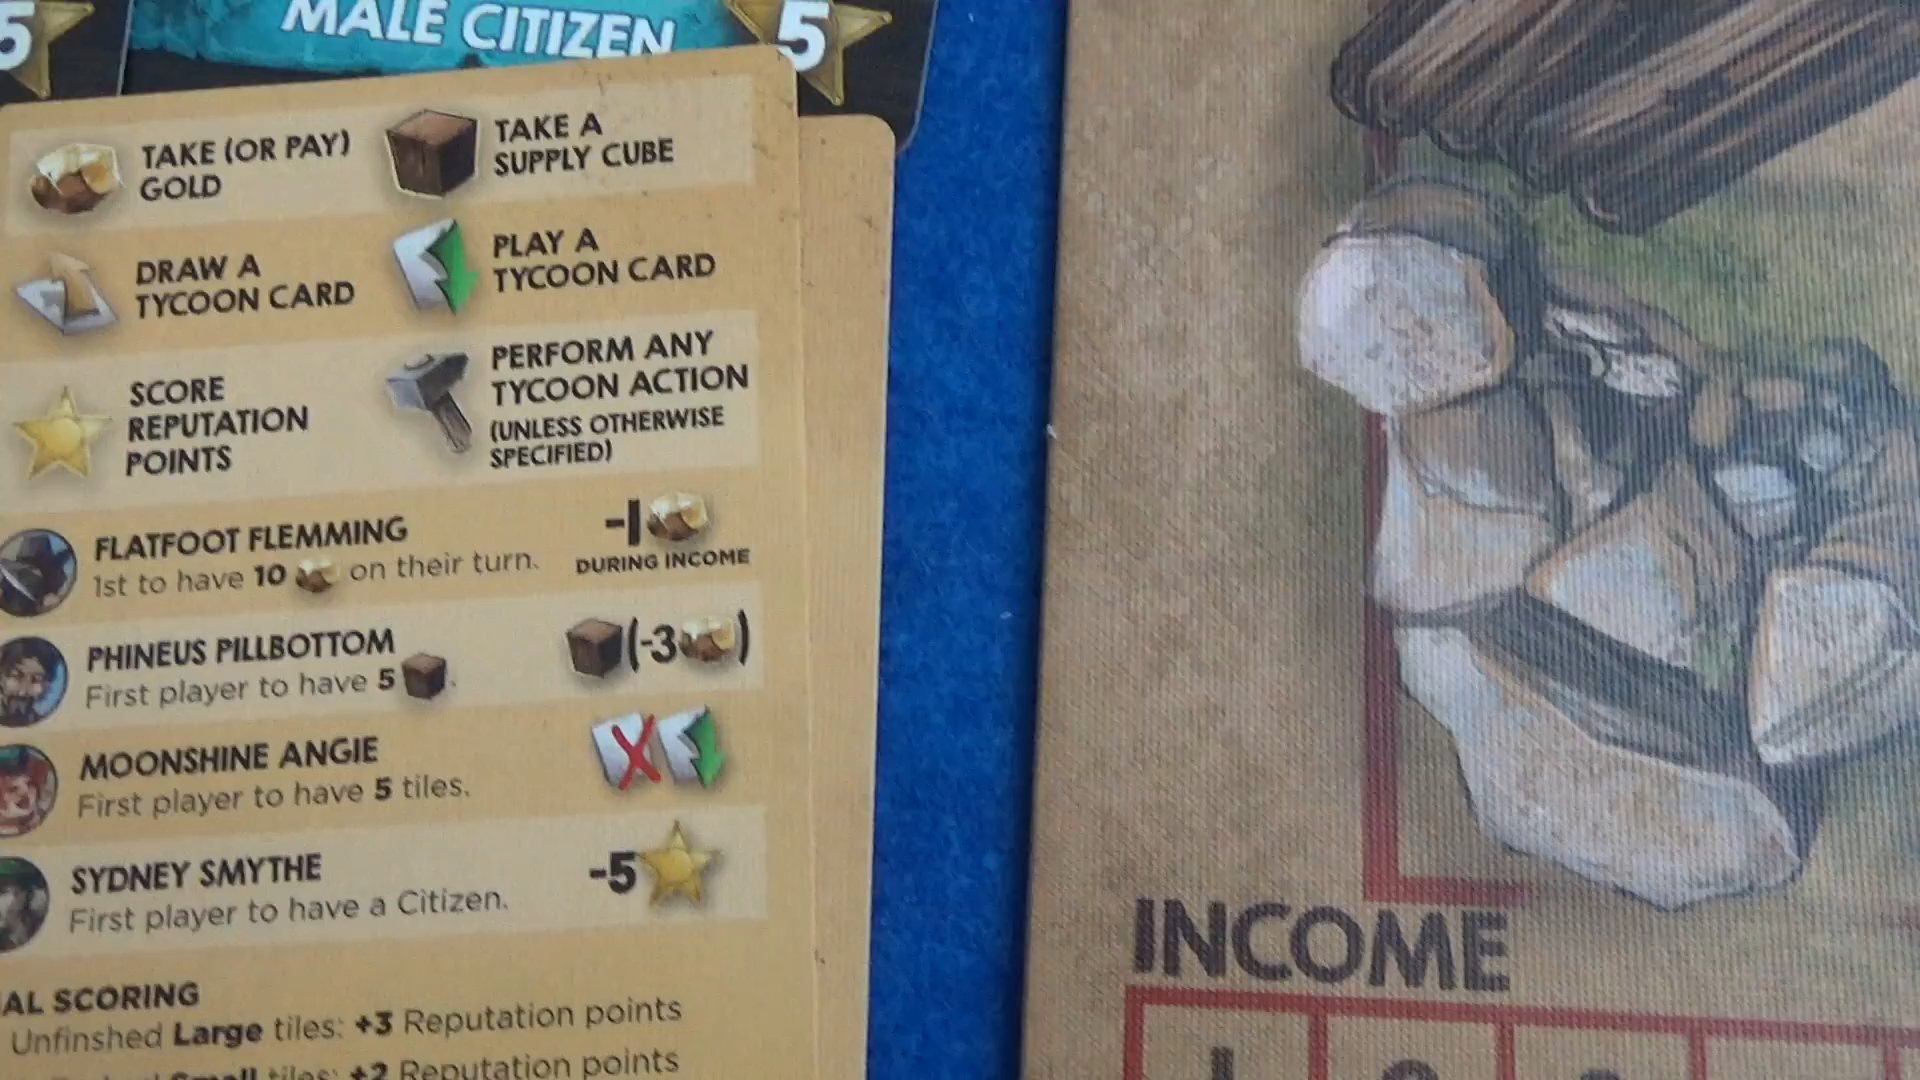 5
MALE CITIZEN
5
TAKE (OR PAY)
GOLD
TAKE A
SUPPLY CUBE
DRAW A
TYCOON CARD
PLAY A
TYCOON CARD
SCORE
REPUTATION
POINTS
PERFORM ANY
TYCOON ACTION
(UNLESS OTHERWISE
SPECIFIED)
FLATFOOT FLEMMING
1st to have 10 on their turn.
-1
DURING INCOME
PHINEUS PILLBOTTOM
First player to have 5 .
(-3 )
MOONSHINE ANGIE
First player to have 5 tiles.
X
SYDNEY SMYTHE
First player to have a Citizen.
-5
AL SCORING
Unfinshed Large tiles: +3 Reputation points
Small tiles: +2 Reputation points
INCOME